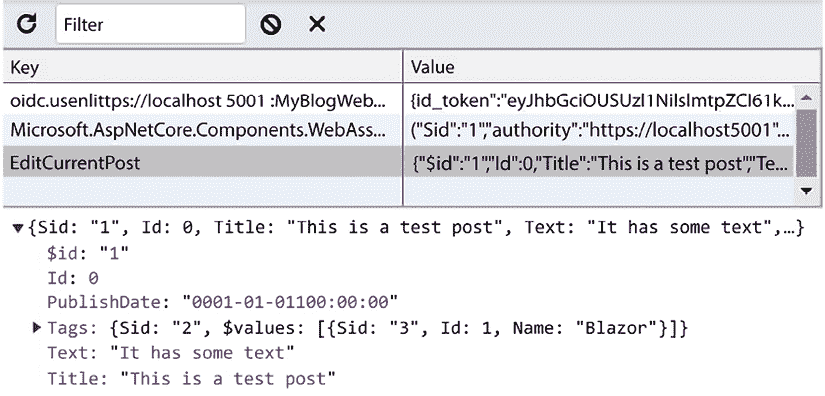 Filter
Key Value
oidc.usenlittps://localhost 5001 :MyBlogWeb... {id_token":"eyJhbGciOUSUzl1NilsImtpZCI61k...
Microsoft.AspNetCore.Components.WebAss... ("Sid":"1","authority":"https://localhost5001"...
EditCurrentPost {"$id":"1","Id":0,"Title":"This is a test post","Te...
{Sid: "1", Id: 0, Title: "This is a test post", Text: "It has some text",…}
$id: "1"
Id: 0
PublishDate: "0001-01-01100:00:00"
Tags: {Sid: "2", $values: [{Sid: "3", Id: 1, Name: "Blazor"}]}
Text: "It has some text"
Title: "This is a test post"